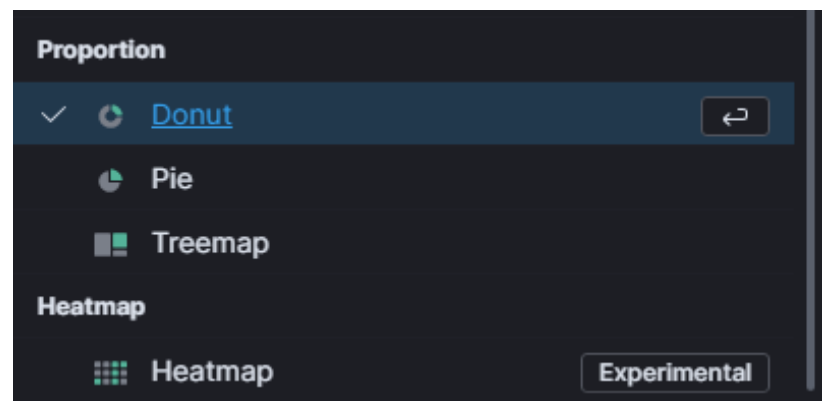 Proportion
Donut
Pie
Treemap
Heatmap
Heatmap Experimental